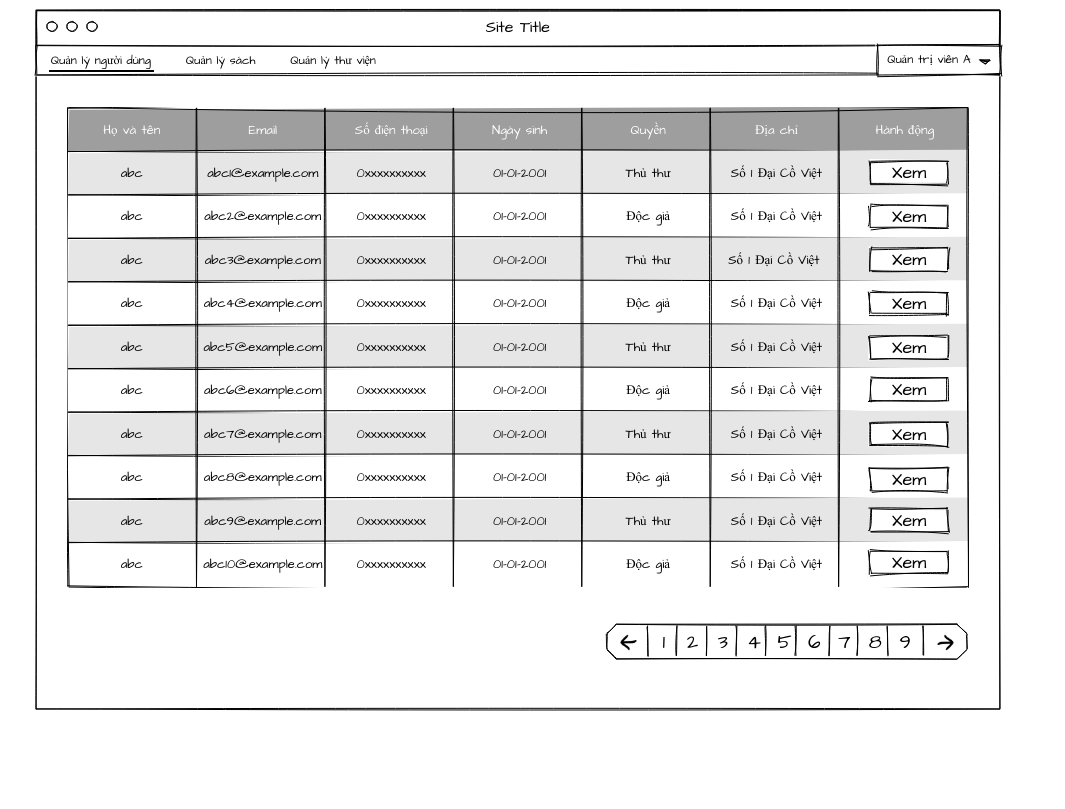 Site Title
Quản lý người dùng Quản lý sách Quản lý thư viện Quản trị viên A
Họ và tên Email Số điện thoại Ngày sinh Quyền Địa chỉ Hành động
abc abc1@example.com 0xxxxxxxxxx 01-01-2001 Thủ thư Số 1 Đại Cồ Việt Xem
abc abc2@example.com 0xxxxxxxxxx 01-01-2001 Độc giả Số 1 Đại Cồ Việt Xem
abc abc3@example.com 0xxxxxxxxxx 01-01-2001 Thủ thư Số 1 Đại Cồ Việt Xem
abc abc4@example.com 0xxxxxxxxxx 01-01-2001 Độc giả Số 1 Đại Cồ Việt Xem
abc abc5@example.com 0xxxxxxxxxx 01-01-2001 Thủ thư Số 1 Đại Cồ Việt Xem
abc abc6@example.com 0xxxxxxxxxx 01-01-2001 Độc giả Số 1 Đại Cồ Việt Xem
abc abc7@example.com 0xxxxxxxxxx 01-01-2001 Thủ thư Số 1 Đại Cồ Việt Xem
abc abc8@example.com 0xxxxxxxxxx 01-01-2001 Độc giả Số 1 Đại Cồ Việt Xem
abc abc9@example.com 0xxxxxxxxxx 01-01-2001 Thủ thư Số 1 Đại Cồ Việt Xem
abc abc10@example.com 0xxxxxxxxxx 01-01-2001 Độc giả Số 1 Đại Cồ Việt Xem
← 1 2 3 4 5 6 7 8 9 →